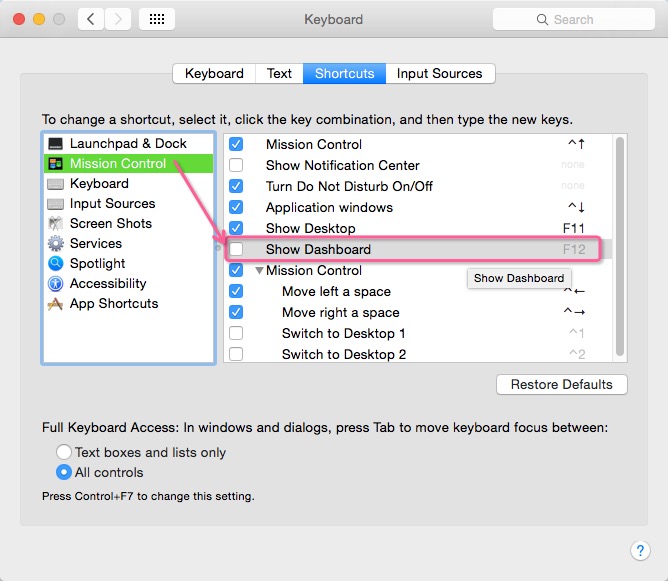 Keyboard
Search
Keyboard Text Shortcuts Input Sources
To change a shortcut, select it, click the key combination, and then type the new keys.
Launchpad & Dock
Mission Control
Keyboard
Input Sources
Screen Shots
Services
Spotlight
Accessibility
App Shortcuts
Mission Control ^↑
Show Notification Center none
Turn Do Not Disturb On/Off none
Application windows ^↓
Show Desktop F11
Show Dashboard F12
Mission Control
Show Dashboard
Move left a space ^←
Move right a space ^→
Switch to Desktop 1 ^1
Switch to Desktop 2 ^2
Restore Defaults
Full Keyboard Access: In windows and dialogs, press Tab to move keyboard focus between:
Text boxes and lists only
All controls
Press Control+F7 to change this setting.
?